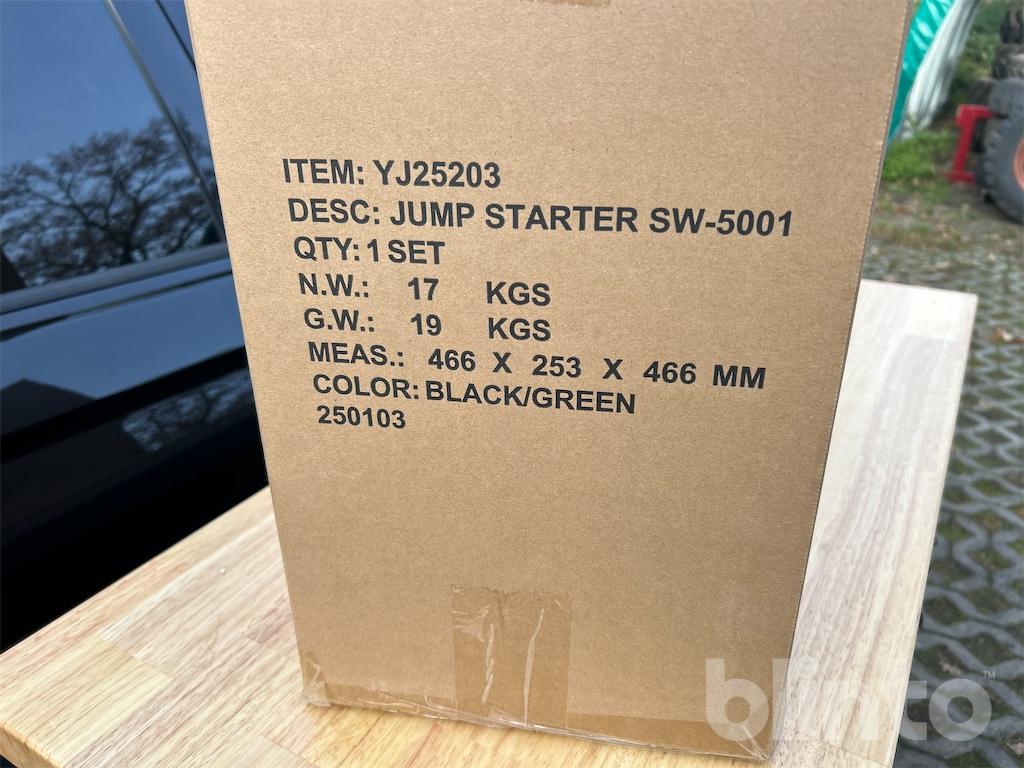 ITEM: YJ25203
DESC: JUMP STARTER SW-5001
QTY: 1 SET
N.W.: 17 KGS
G.W.: 19 KGS
MEAS.: 466 X 253 X 466 MM
COLOR: BLACK/GREEN
250103
blinto™